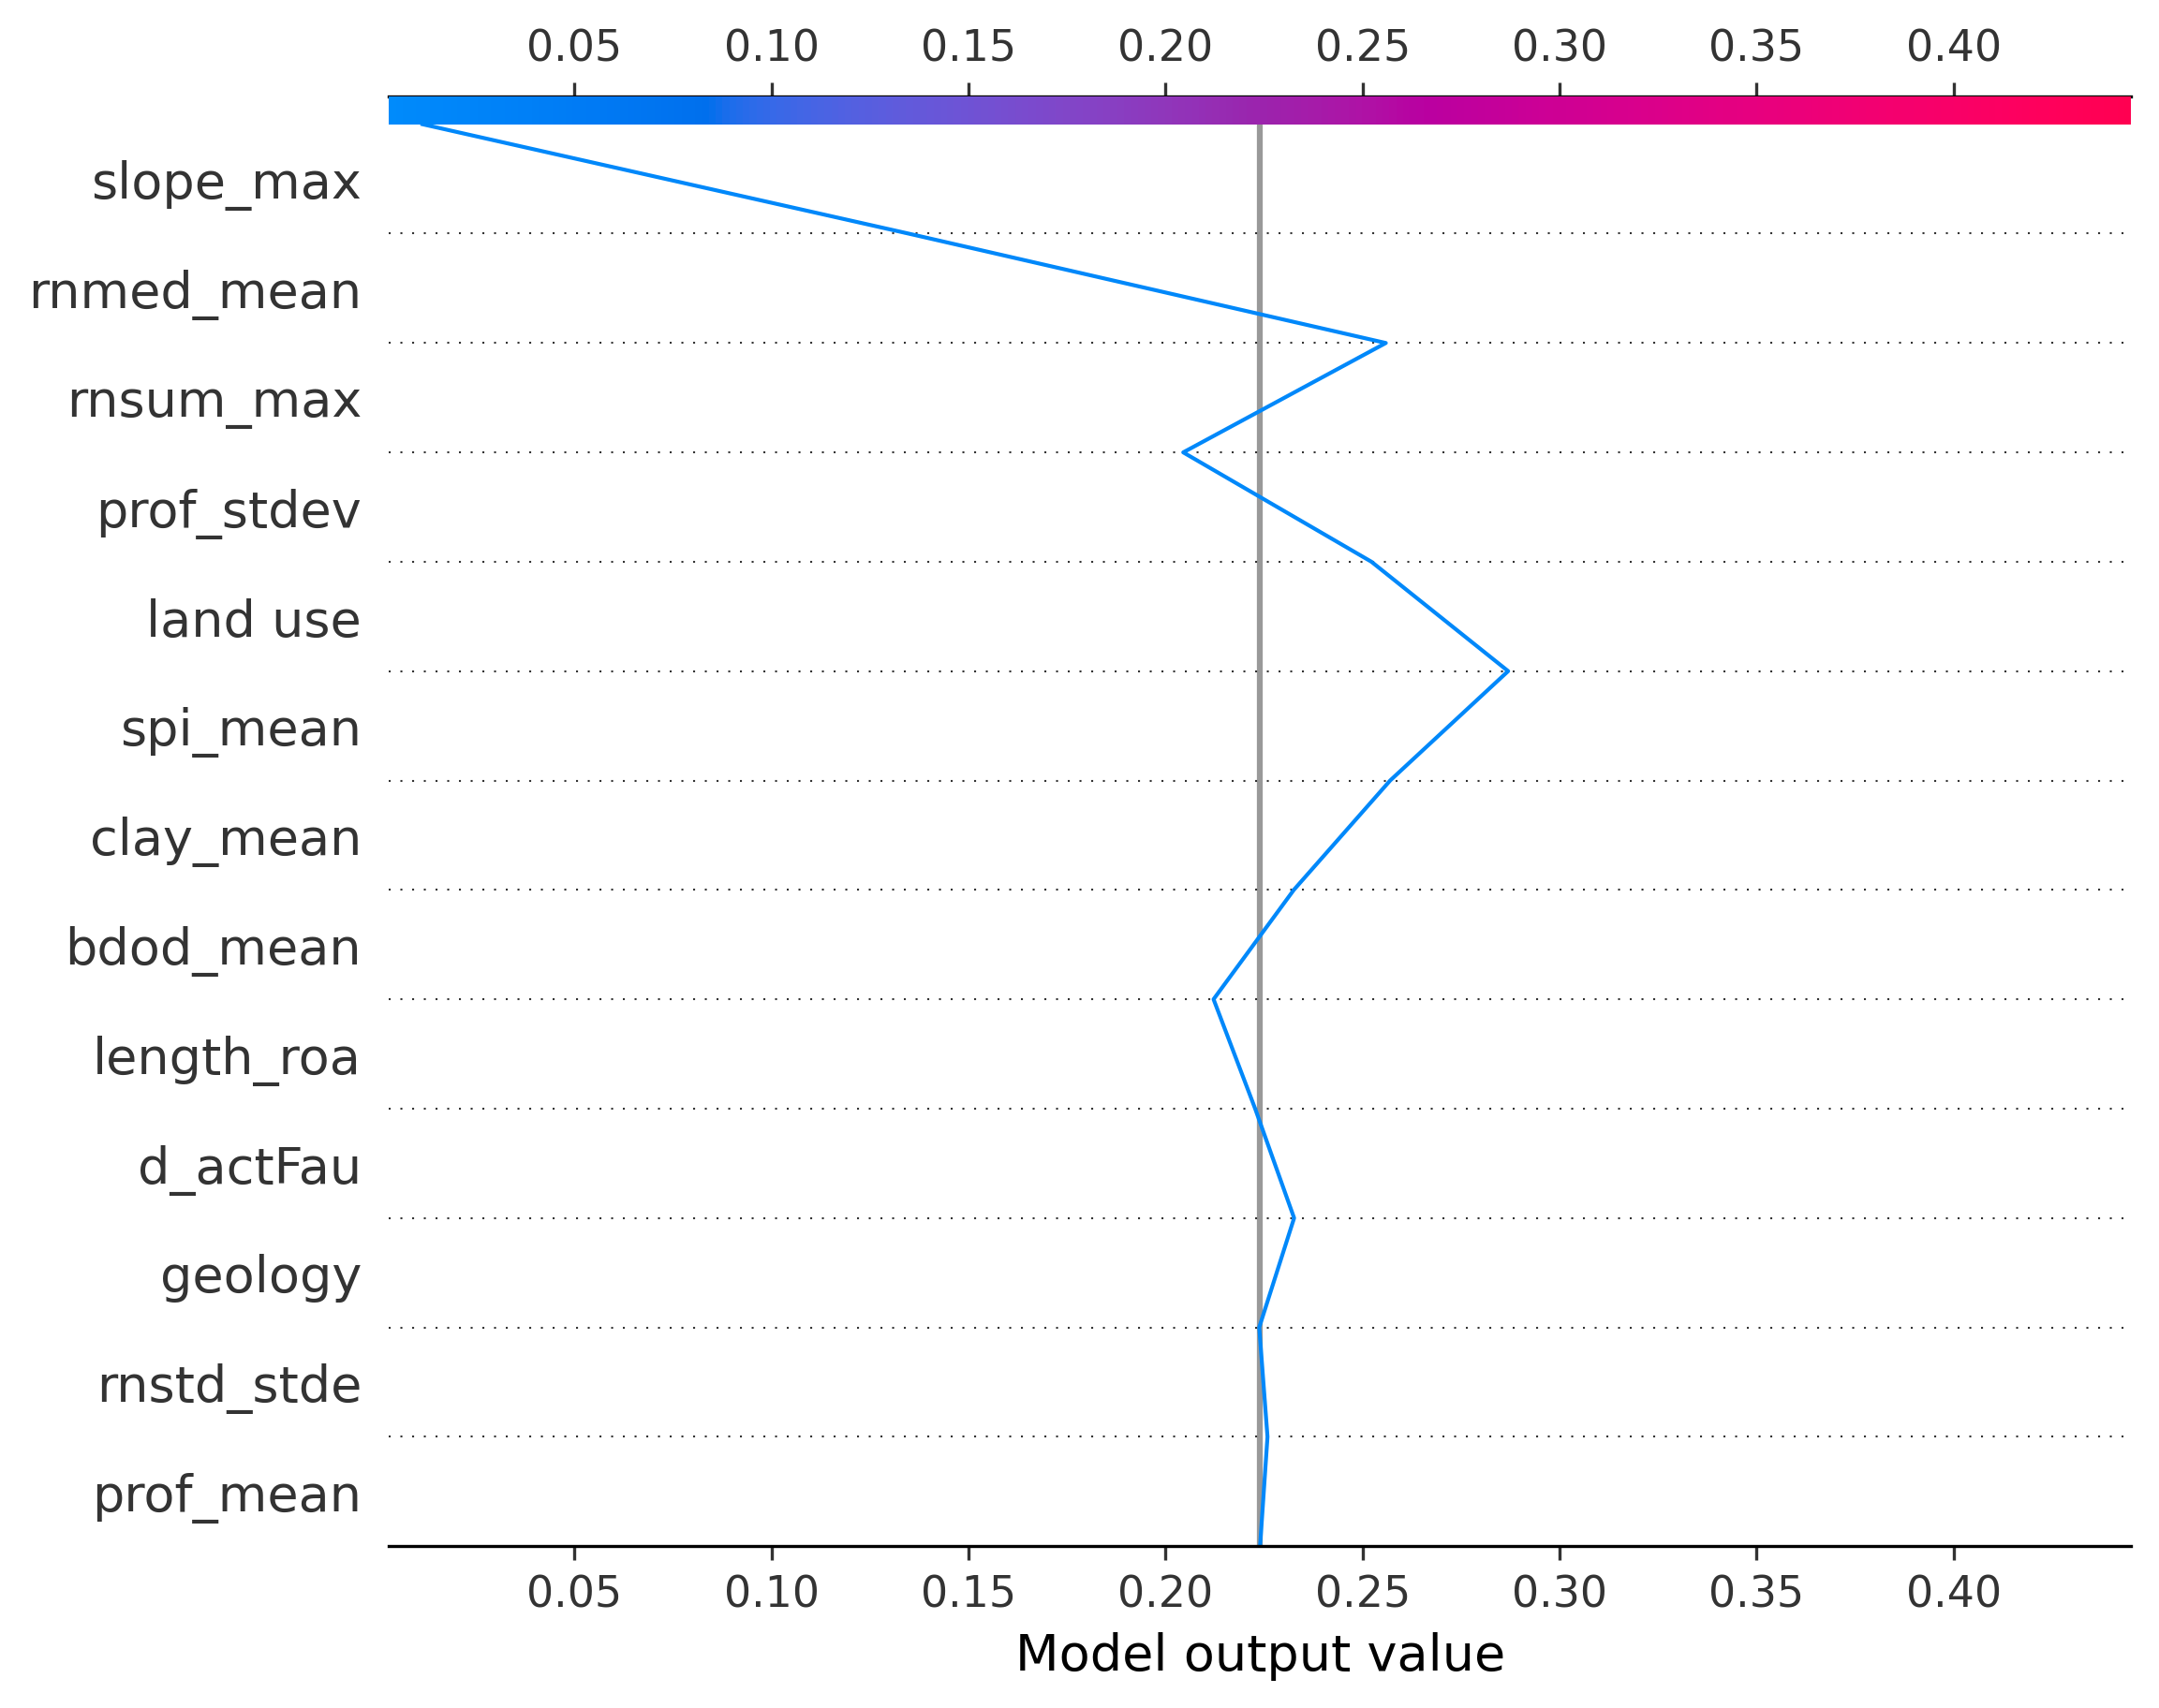 0.05 0.10 0.15 0.20 0.25 0.30 0.35 0.40
slope_max
rnmed_mean
rnsum_max
prof_stdev
land use
spi_mean
clay_mean
bdod_mean
length_roa
d_actFau
geology
rnstd_stde
prof_mean
0.05 0.10 0.15 0.20 0.25 0.30 0.35 0.40
Model output value